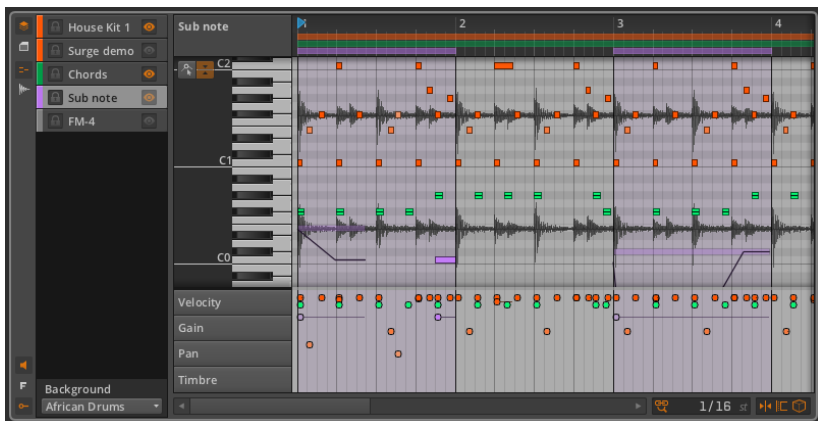 House Kit 1
Surge demo
Chords
Sub note
FM-4
Sub note
2
3
4
C2
C1
C0
Velocity
Gain
Pan
Timbre
F
Background
African Drums
1/16 st